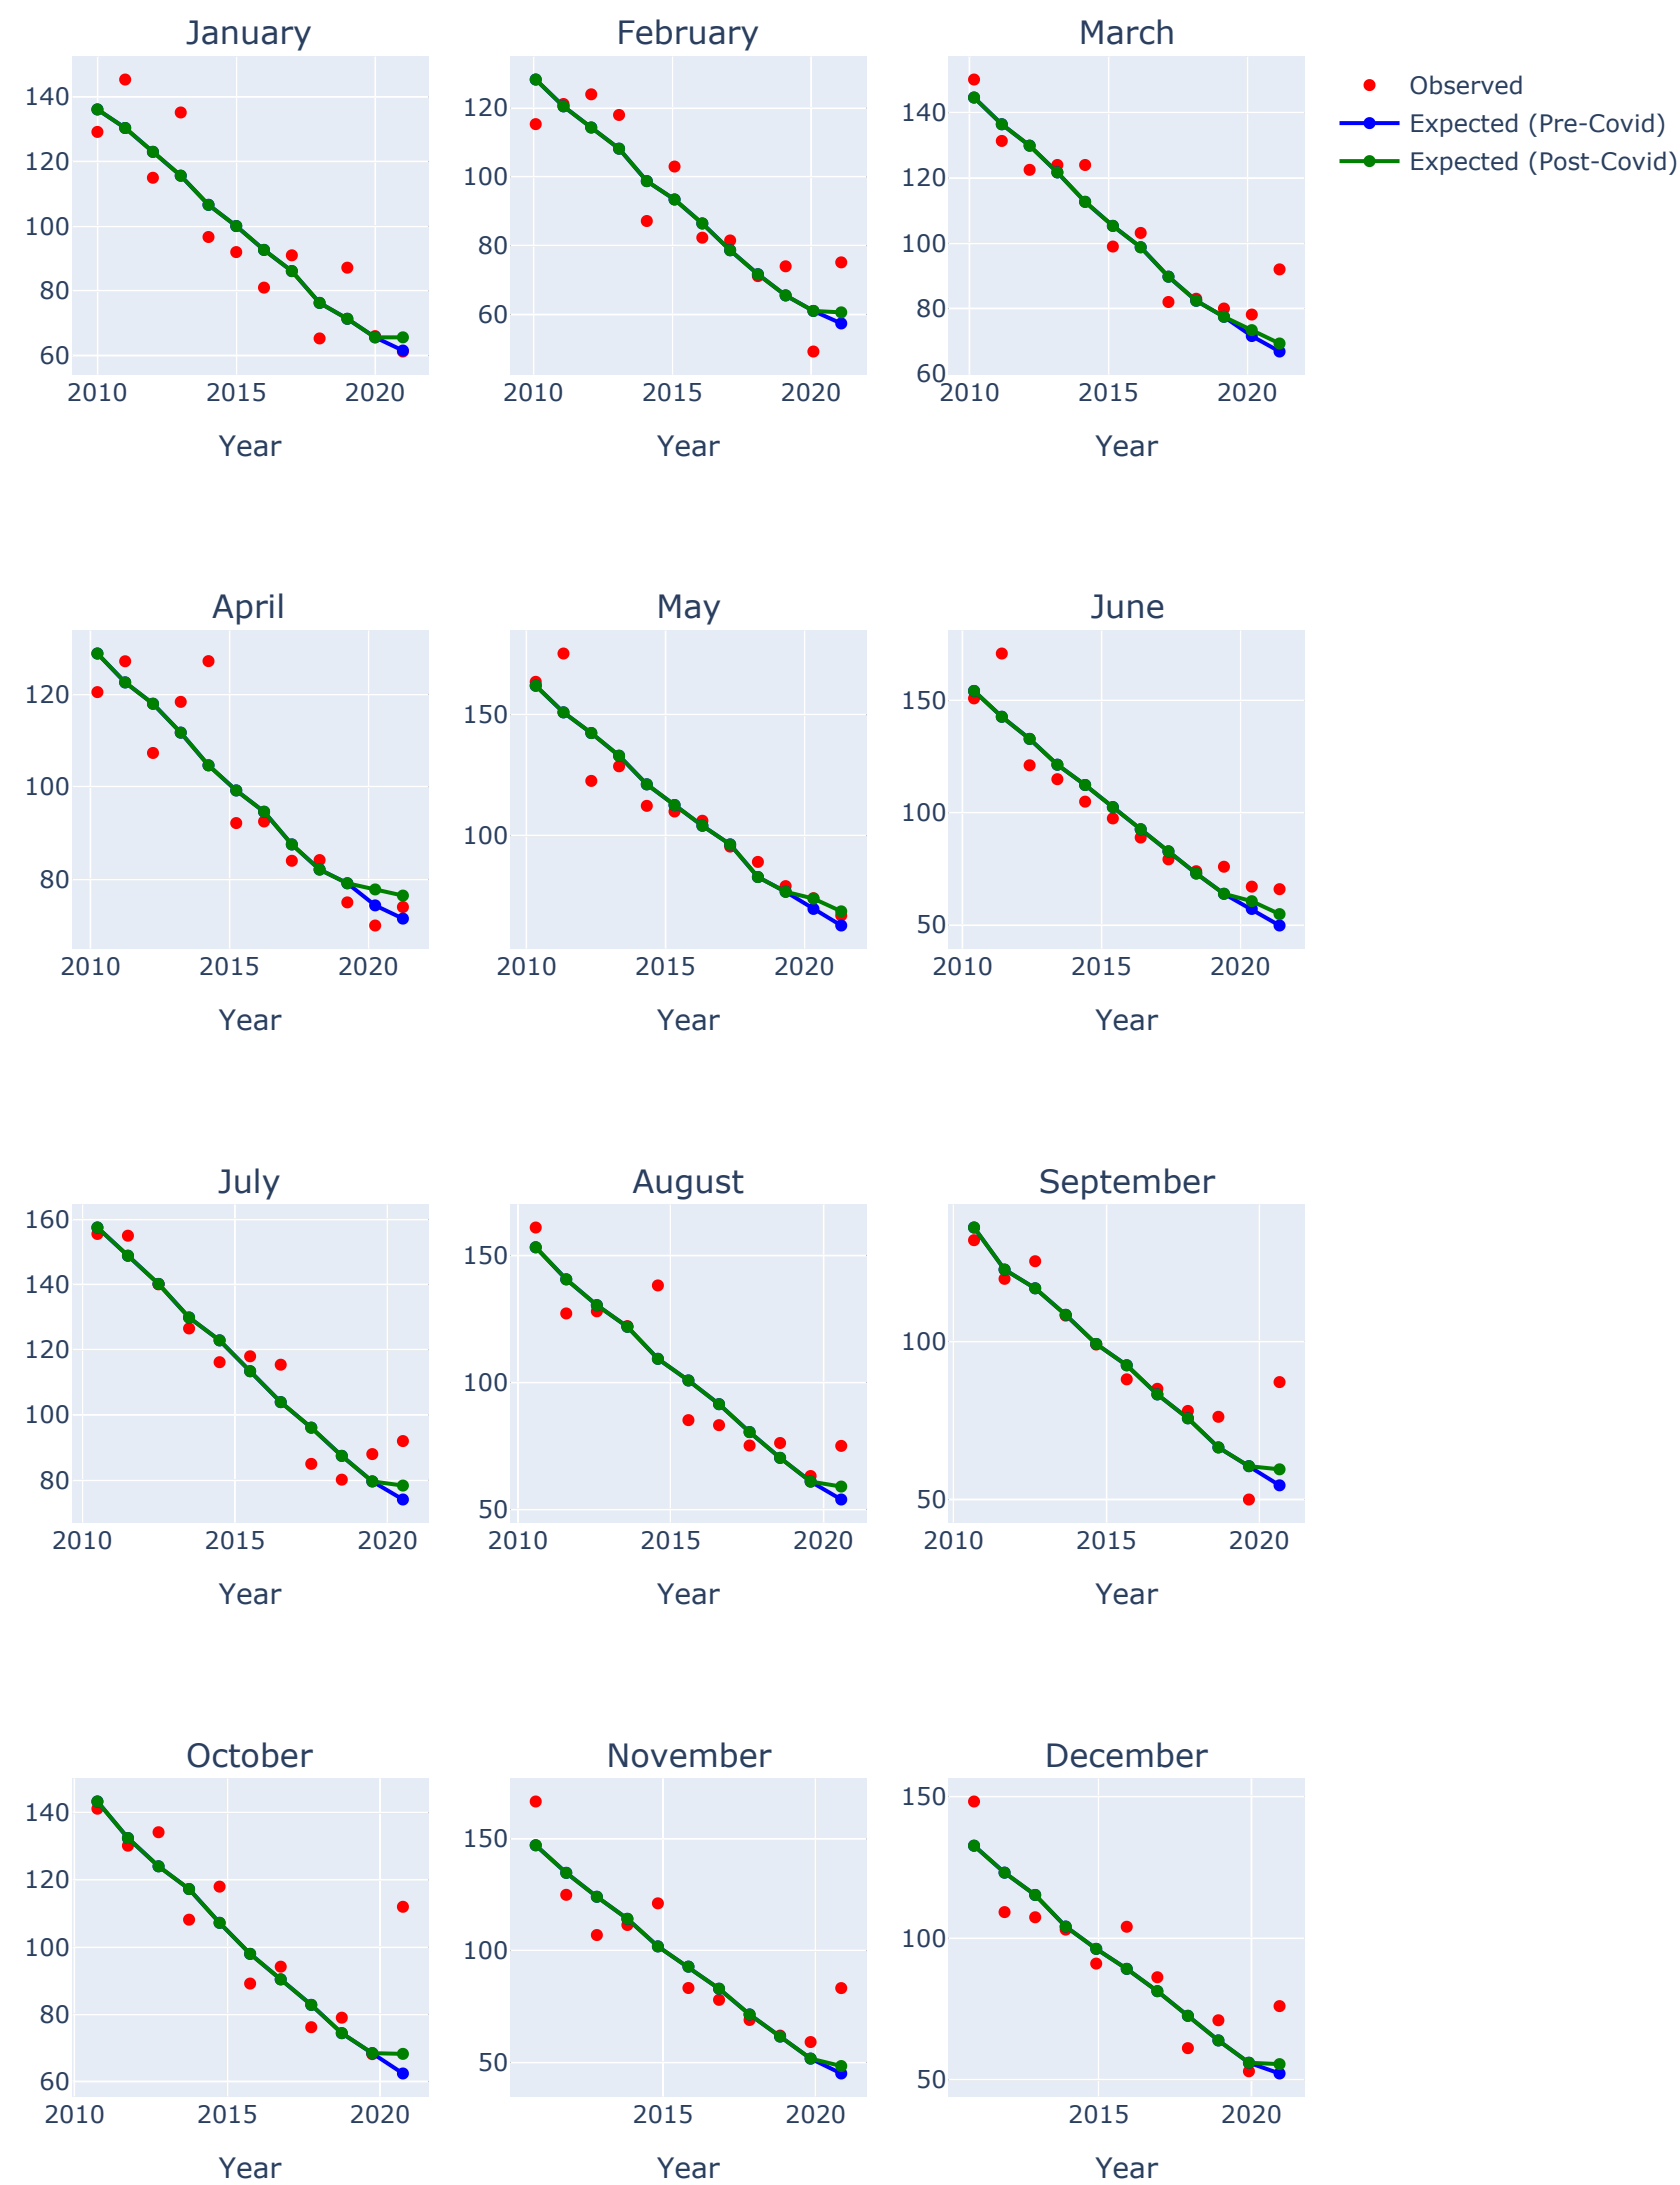 January
February
March
Observed
Expected (Pre-Covid)
Expected (Post-Covid)
140
120
100
80
60
2010
2015
2020
Year
120
100
80
60
2010
2015
2020
Year
140
120
100
80
60
2010
2015
2020
Year
April
May
June
120
100
80
2010
2015
2020
Year
150
100
2010
2015
2020
Year
150
100
50
2010
2015
2020
Year
July
August
September
160
140
120
100
80
2010
2015
2020
Year
150
100
50
2010
2015
2020
Year
100
50
2010
2015
2020
Year
October
November
December
140
120
100
80
60
2010
2015
2020
Year
150
100
50
2015
2020
Year
150
100
50
2015
2020
Year